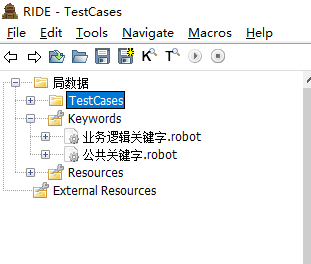 RIDE - TestCases
File Edit Tools Navigate Macros Help
局数据
TestCases
Keywords
业务逻辑关键字.robot
公共关键字.robot
Resources
External Resources